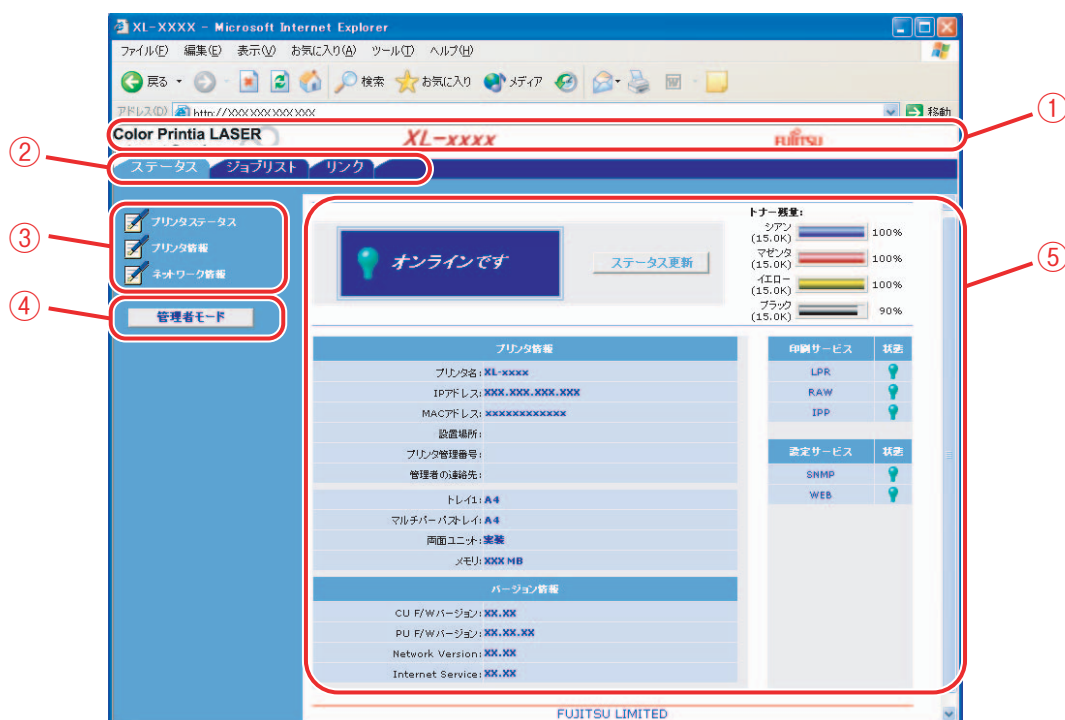 XL-XXXX - Microsoft Internet Explorer
ファイル(F) 編集(E) 表示(V) お気に入り(A) ツール(T) ヘルプ(H)
戻る 検索 お気に入り メディア
アドレス(D) http://XXX.XXX.XXX.XXX 移動
Color Printia LASER XL-xxxx FUJITSU
①
②
ステータス ジョブリスト リンク
③
プリンタステータス
プリンタ情報
ネットワーク情報
④
管理者モード
⑤
オンラインです
ステータス更新
トナー残量:
シアン
(15.0K) 100%
マゼンタ
(15.0K) 100%
イエロー
(15.0K) 100%
ブラック
(15.0K) 90%
プリンタ情報
プリンタ名: XL-xxxx
IPアドレス: XXX.XXX.XXX.XXX
MACアドレス: xxxxxxxxxxxx
設置場所:
プリンタ管理番号:
管理者の連絡先:
トレイ1: A4
マルチパーパストレイ: A4
両面ユニット: 実装
メモリ: XXX MB
バージョン情報
CU F/Wバージョン: XX.XX
PU F/Wバージョン: XX.XX.XX
Network Version: XX.XX
Internet Service: XX.XX
印刷サービス 状態
LPR
RAW
IPP
設定サービス 状態
SNMP
WEB
FUJITSU LIMITED